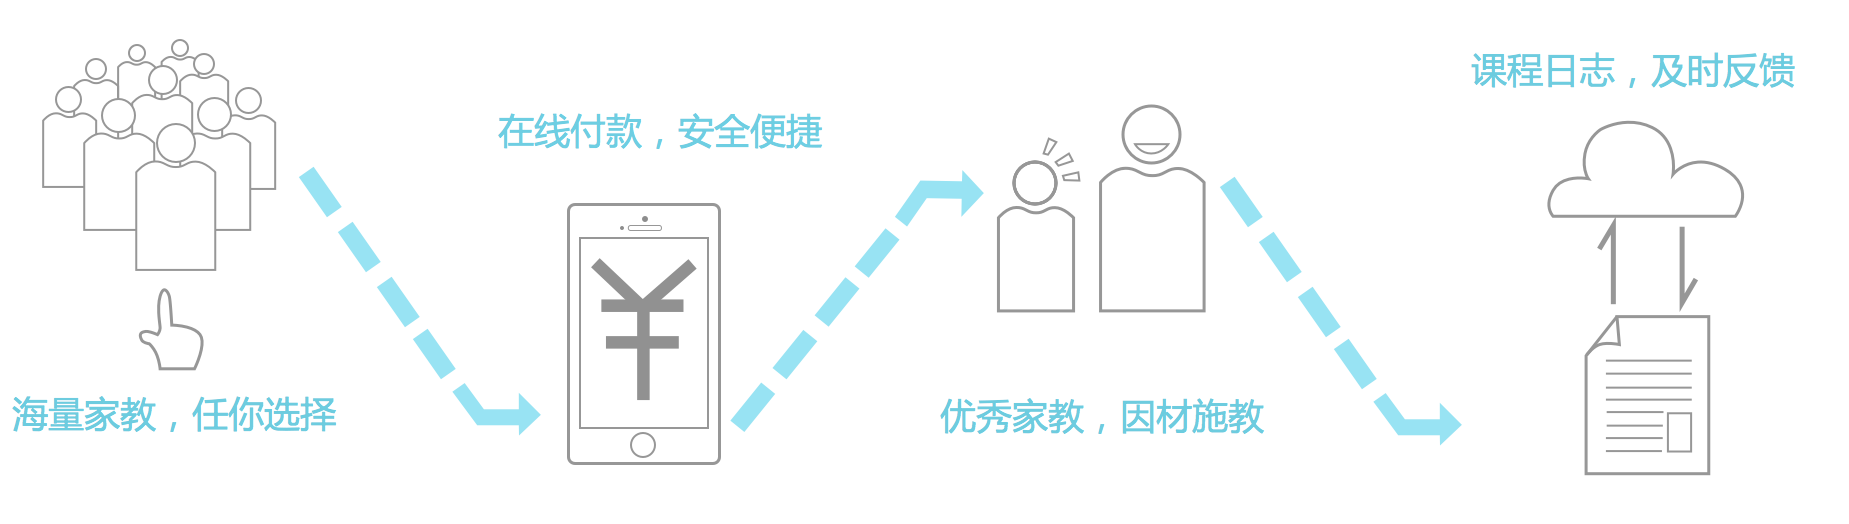 海量家教，任你选择
在线付款，安全便捷
¥
优秀家教，因材施教
课程日志，及时反馈